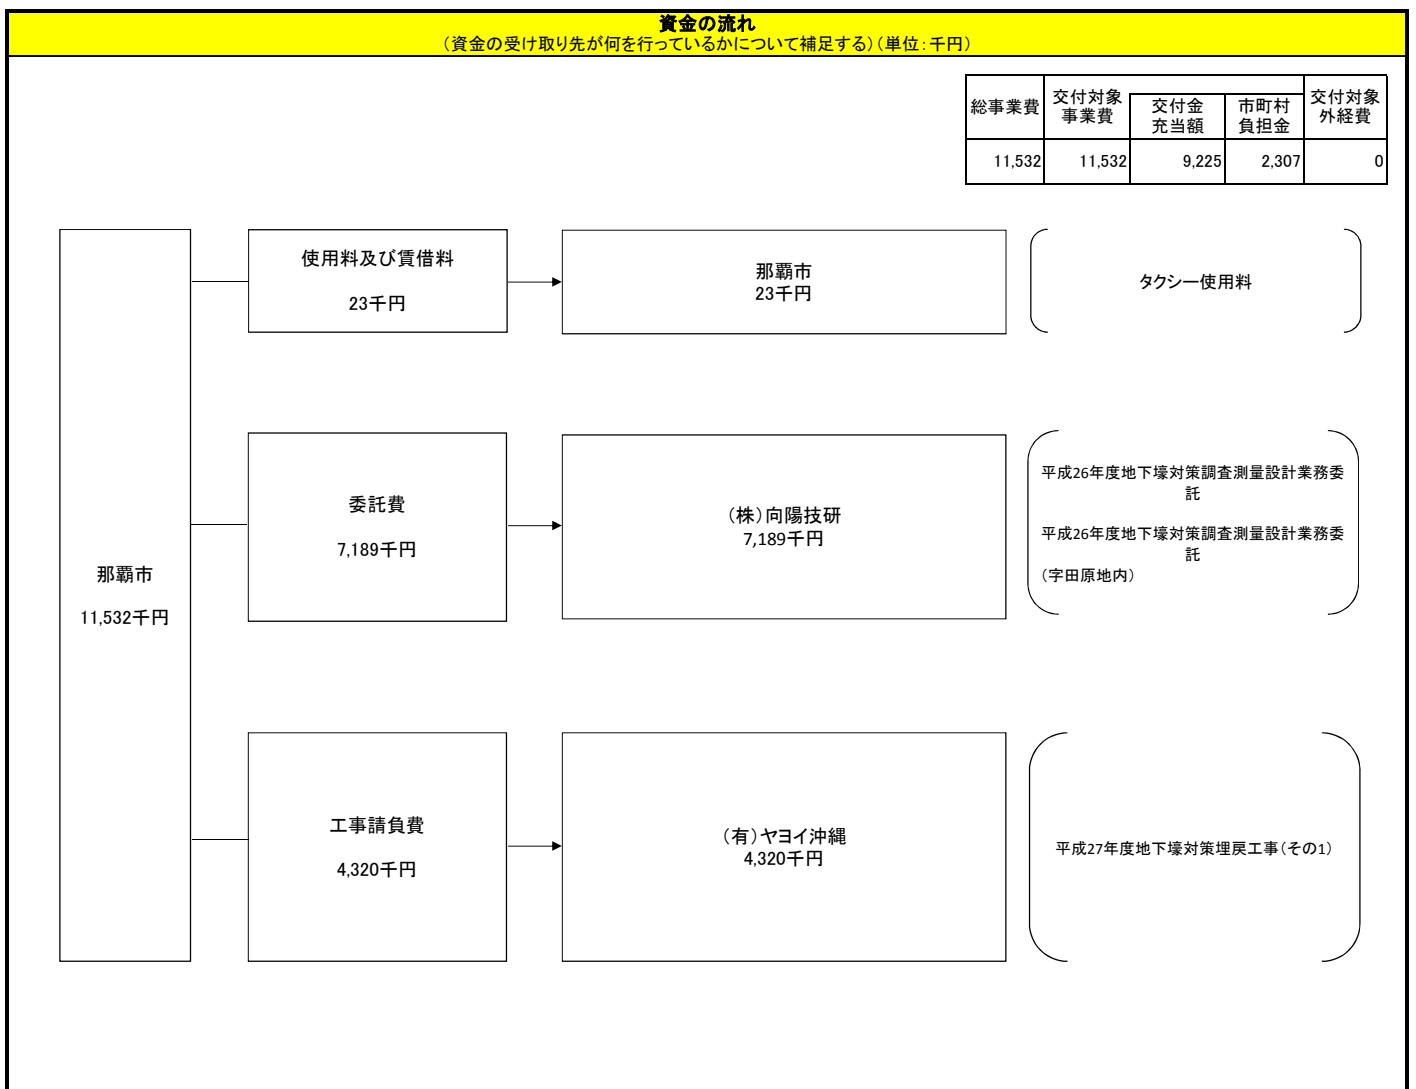 資金の流れ
（資金の受け取り先が何を行っているかについて補足する）（単位：千円）
総事業費
交付対象
事業費
交付金
充当額
市町村
負担金
交付対象
外経費
11,532
11,532
9,225
2,307
0
那覇市
11,532千円
使用料及び賃借料
23千円
那覇市
23千円
タクシー使用料
委託費
7,189千円
（株）向陽技研
7,189千円
平成26年度地下壕対策調査測量設計業務委
託
平成26年度地下壕対策調査測量設計業務委
託
（字田原地内）
工事請負費
4,320千円
（有）ヤヨイ沖縄
4,320千円
平成27年度地下壕対策埋戻工事（その1）